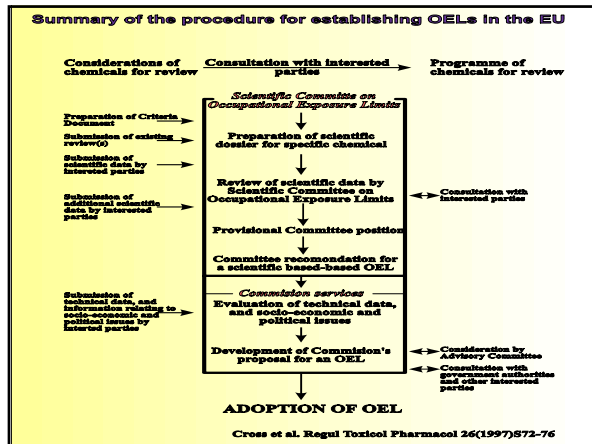 Summary of the procedure for establishing OELs in the EU
Considerations of
chemicals for review
Consultation with interested
parties
Programme of
chemicals for review
Scientific Committe on
Occupational Exposure Limits
Preparation of Criteria
Document
Submission of existing
review(s)
Submission of
scientific data by
intereted parties
Submission of
additional scientific
data by interested
parties
Preparation of scientific
dossier for specific chemical
Review of scientific data by
Scientific Committee on
Occupational Exposure Limits
Consultation with
interested parties
Provisional Committee position
Committee recomondation for
a scientific based-based OEL
Submission of
technical data, and
information relating to
socio-economic and
political issues by
interted parties
Commision services
Evaluation of technical data,
and socio-economic and
political issues
Development of Commision's
proposal for an OEL
Consideration by
Advisory Committee
Consultation with
government authorities
and other interested
parties
ADOPTION OF OEL
Cross et al. Regul Toxicol Pharmacol 26(1997)S72-76